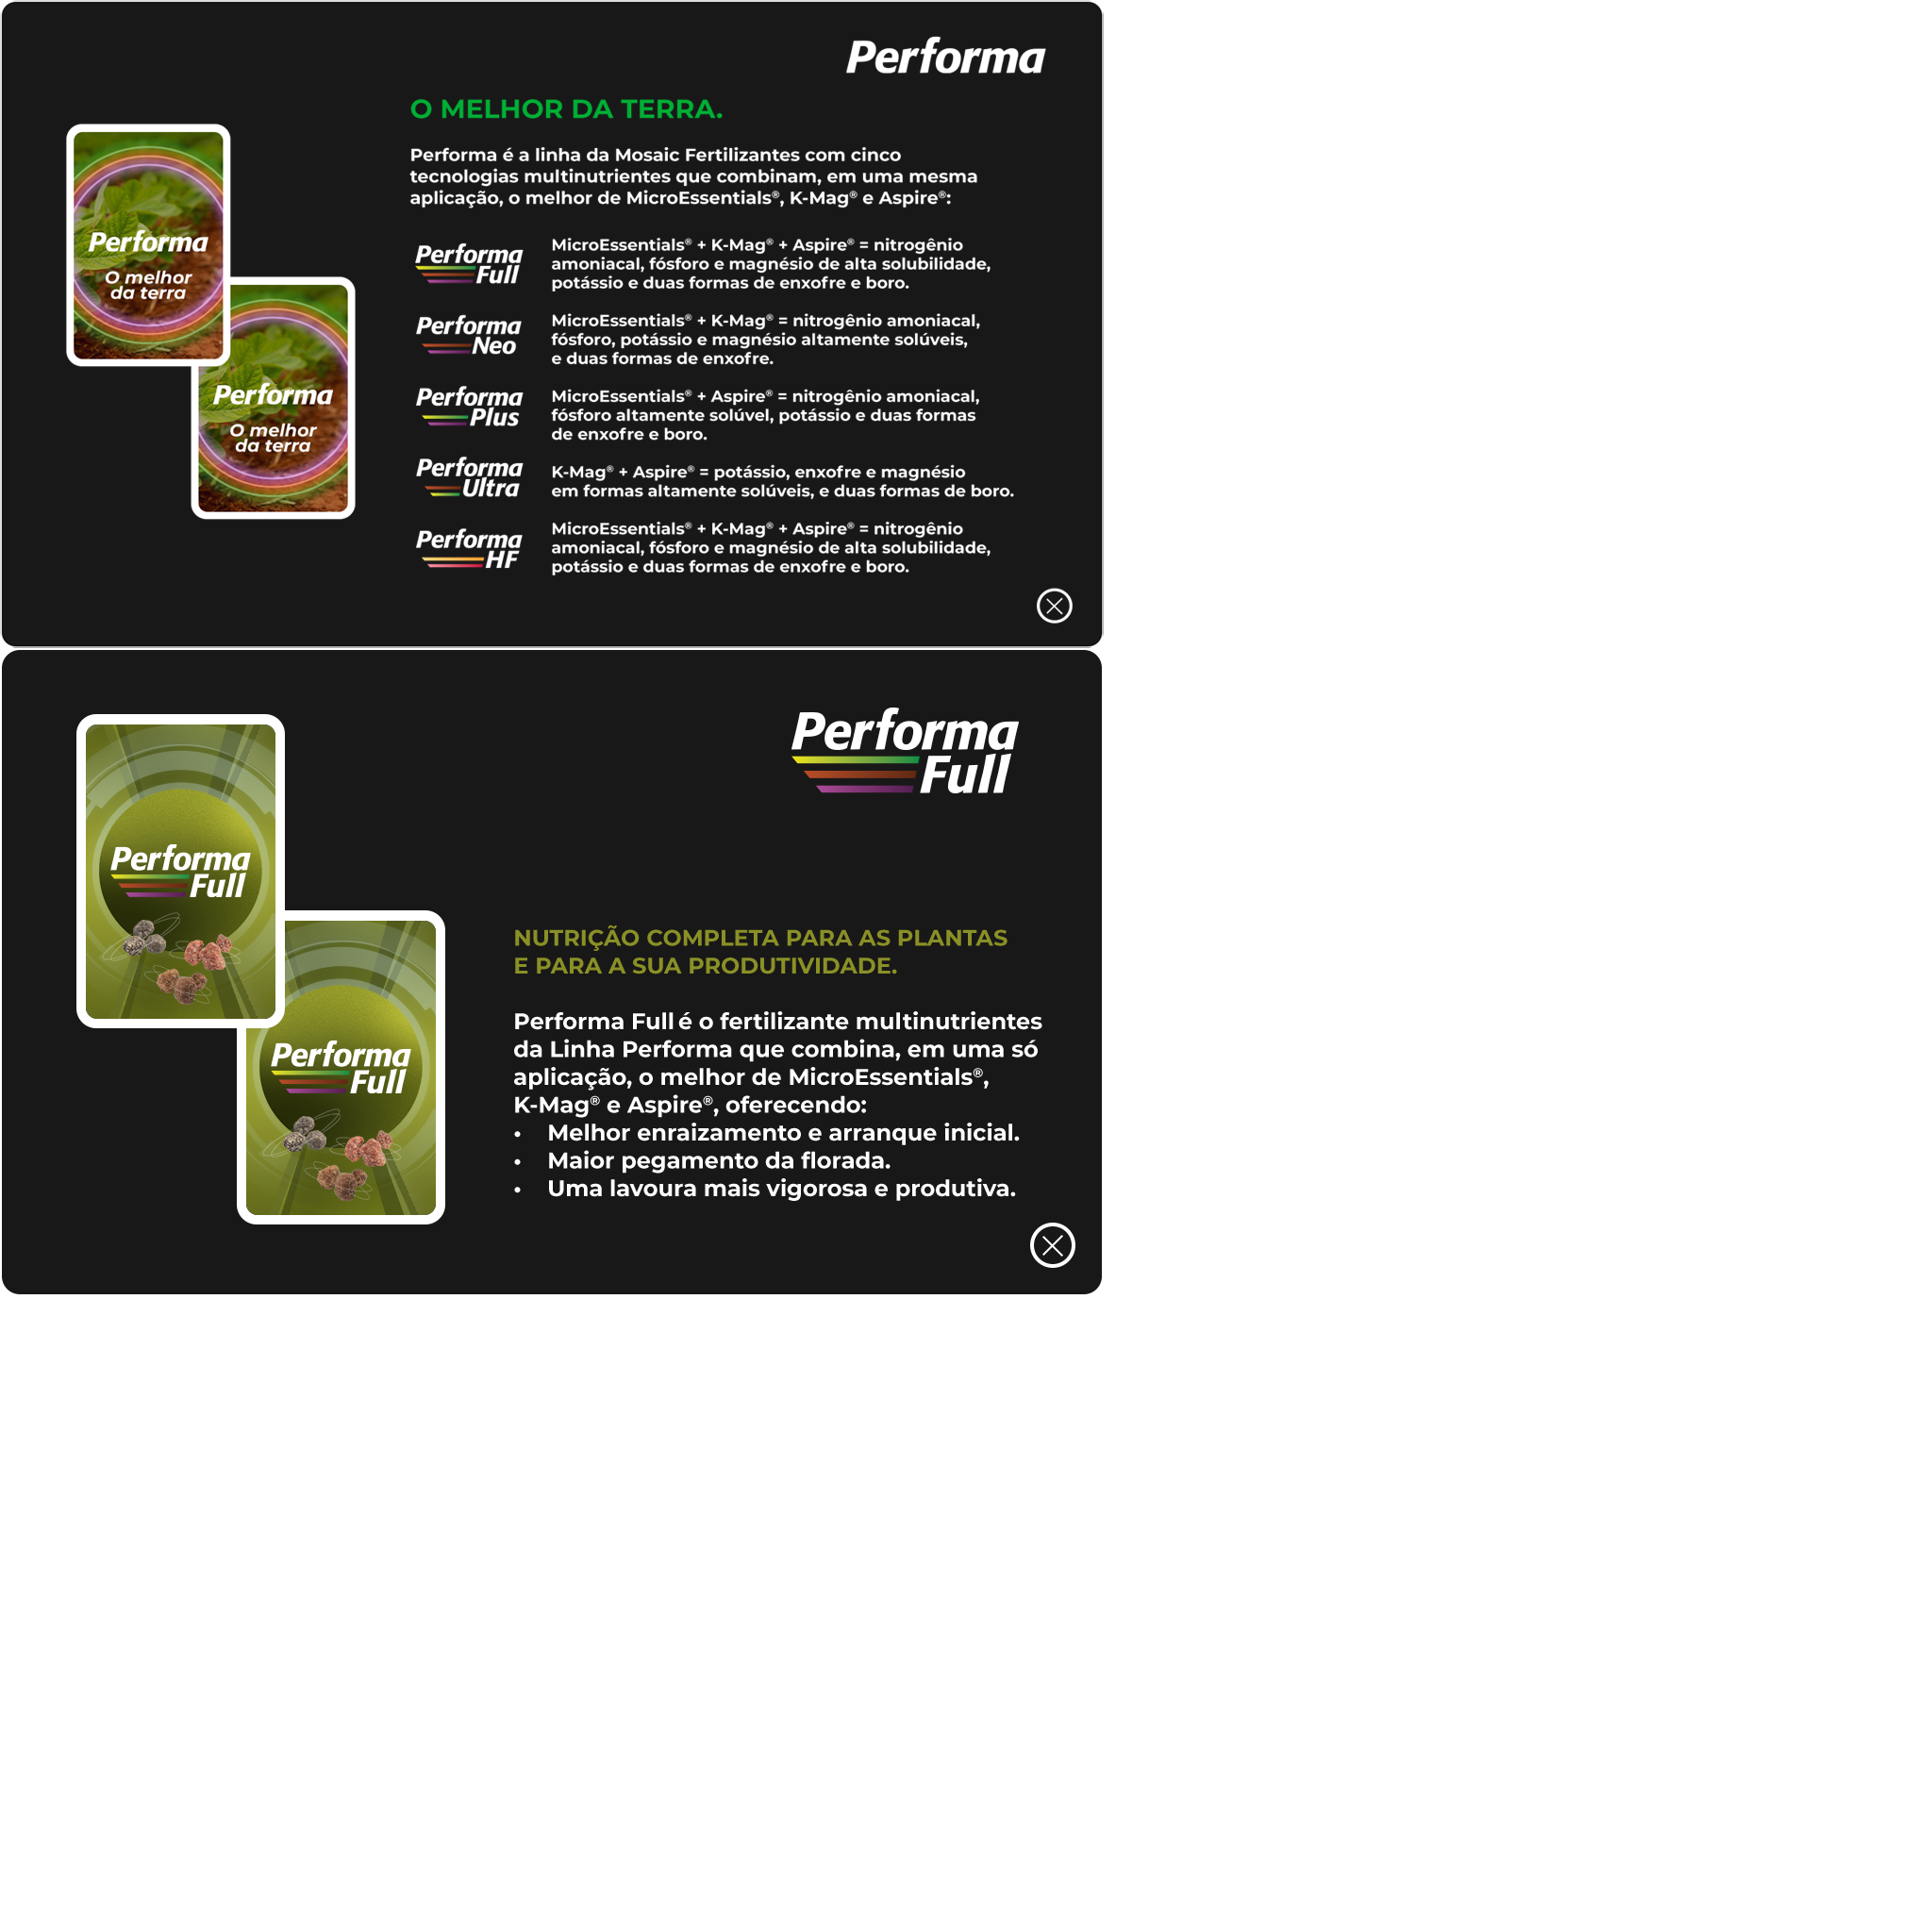 Performa
O MELHOR DA TERRA.
Performa é a linha da Mosaic Fertilizantes com cinco
tecnologias multinutrientes que combinam, em uma mesma
aplicação, o melhor de MicroEssentials®, K-Mag® e Aspire®:
Performa
O melhor
da terra
Performa
O melhor
da terra
Performa
Full
MicroEssentials® + K-Mag® + Aspire® = nitrogênio
amoniacal, fósforo e magnésio de alta solubilidade,
potássio e duas formas de enxofre e boro.
Performa
Neo
MicroEssentials® + K-Mag® = nitrogênio amoniacal,
fósforo, potássio e magnésio altamente solúveis,
e duas formas de enxofre.
Performa
Plus
MicroEssentials® + Aspire® = nitrogênio amoniacal,
fósforo altamente solúvel, potássio e duas formas
de enxofre e boro.
Performa
Ultra
K-Mag® + Aspire® = potássio, enxofre e magnésio
em formas altamente solúveis, e duas formas de boro.
Performa
HF
MicroEssentials® + K-Mag® + Aspire® = nitrogênio
amoniacal, fósforo e magnésio de alta solubilidade,
potássio e duas formas de enxofre e boro.
Performa
Full
Performa
Full
Performa
Full
NUTRIÇÃO COMPLETA PARA AS PLANTAS
E PARA A SUA PRODUTIVIDADE.
Performa Full é o fertilizante multinutrientes
da Linha Performa que combina, em uma só
aplicação, o melhor de MicroEssentials®,
K-Mag® e Aspire®, oferecendo:
• Melhor enraizamento e arranque inicial.
• Maior pegamento da florada.
• Uma lavoura mais vigorosa e produtiva.